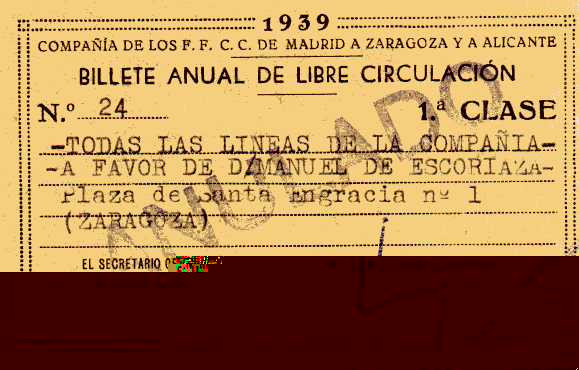 1939
COMPAÑÍA DE LOS F. F. C. C. DE MADRID A ZARAGOZA Y A ALICANTE
BILLETE ANUAL DE LIBRE CIRCULACIÓN
N.º 24 1.ª CLASE
-TODAS LAS LINEAS DE LA COMPAÑIA-
-A FAVOR DE D. MANUEL DE ESCORIAZA-
Plaza de Santa Engracia nº 1
(ZARAGOZA)
ANULADO
EL SECRETARIO